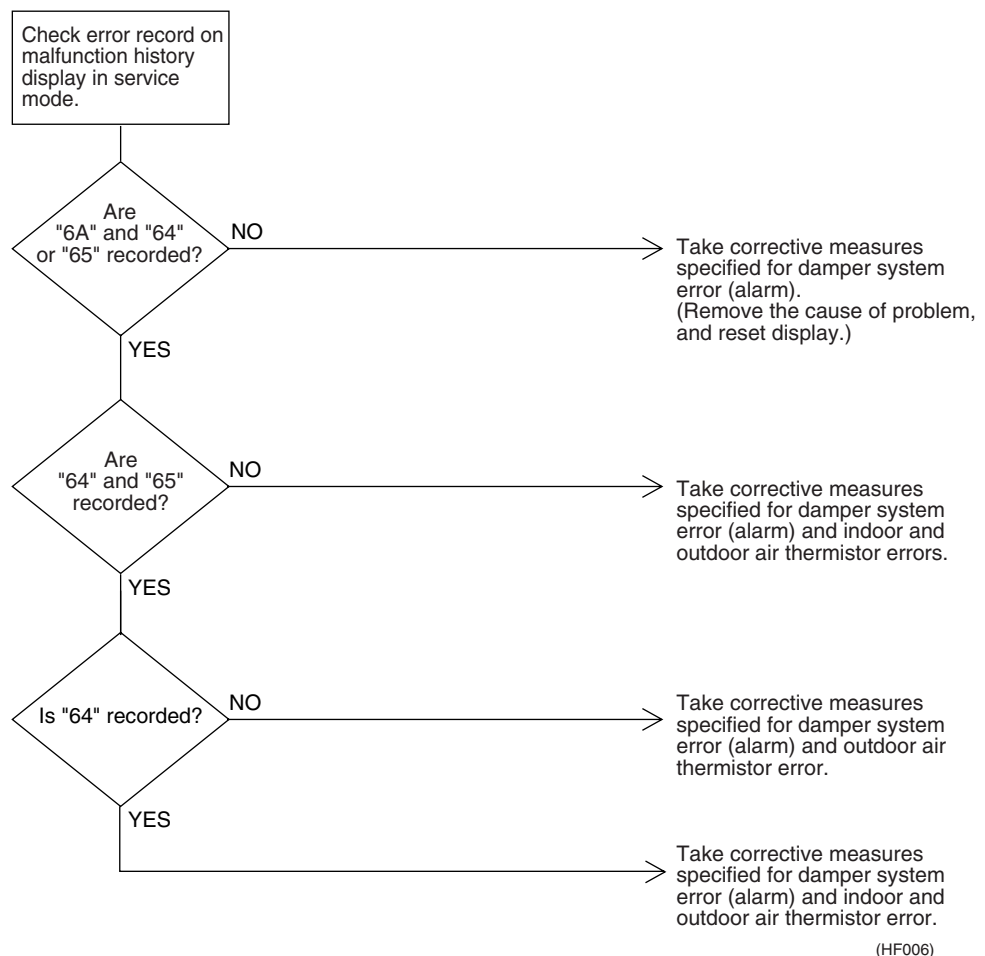 Check error record on
malfunction history
display in service
mode.
Are
"6A" and "64"
or "65" recorded?
NO
Take corrective measures
specified for damper system
error (alarm).
(Remove the cause of problem,
and reset display.)
YES
Are
"64" and "65"
recorded?
NO
Take corrective measures
specified for damper system
error (alarm) and indoor and
outdoor air thermistor errors.
YES
Is "64" recorded?
NO
Take corrective measures
specified for damper system
error (alarm) and outdoor air
thermistor error.
YES
Take corrective measures
specified for damper system
error (alarm) and indoor and
outdoor air thermistor error.
(HF006)